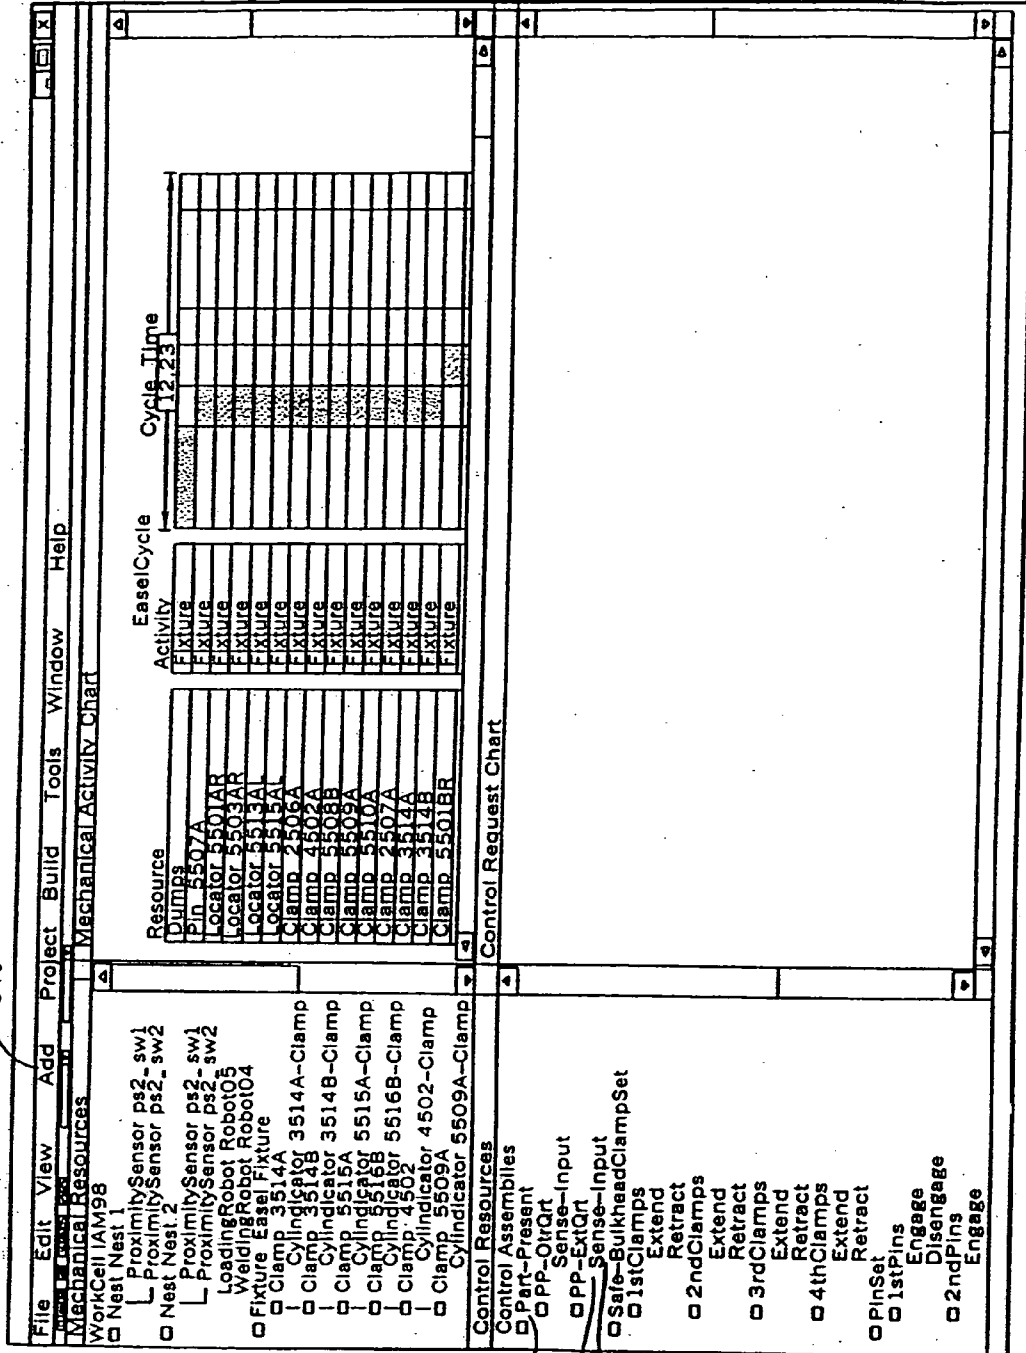 File Edit View Add Project Build Tools Window Help
Mechanical Resources
WorkCell IAM98
Nest Nest 1
ProximitySensor ps2_sw1
ProximitySensor ps2_sw2
Nest Nest 2
ProximitySensor ps2_sw1
ProximitySensor ps2_sw2
LoadingRobot Robot05
WeldingRobot Robot04
Fixture Easel Fixture
Clamp 3514A
Cylindicator 3514A-Clamp
Clamp 3514B
Cylindicator 3514B-Clamp
Clamp 5515A
Cylindicator 5515A-Clamp
Clamp 5516B
Cylindicator 5516B-Clamp
Clamp 4502
Cylindicator 4502-Clamp
Clamp 5509A
Cylindicator 5509A-Clamp
Mechanical Activity Chart
EaselCycle
Resource Activity Cycle Time
12.23
Dumps Fixture
Pin 5507A Fixture
Locator 5501AR Fixture
Locator 5503AR Fixture
Locator 5513AL Fixture
Locator 5515AL Fixture
Clamp 2506A Fixture
Clamp 4502A Fixture
Clamp 5508B Fixture
Clamp 5509A Fixture
Clamp 5510A Fixture
Clamp 2507A Fixture
Clamp 3514A Fixture
Clamp 3514B Fixture
Clamp 5501BR Fixture
Control Resources
Control Assemblies
Part-Present
PP-OtrQrt
Sense-Input
PP-ExtQrt
Sense-Input
Safe-BulkheadClampSet
1stClamps
Extend
Retract
2ndClamps
Extend
Retract
3rdClamps
Extend
Retract
4thClamps
Extend
Retract
PinSet
1stPins
Engage
Disengage
2ndPins
Engage
Control Request Chart